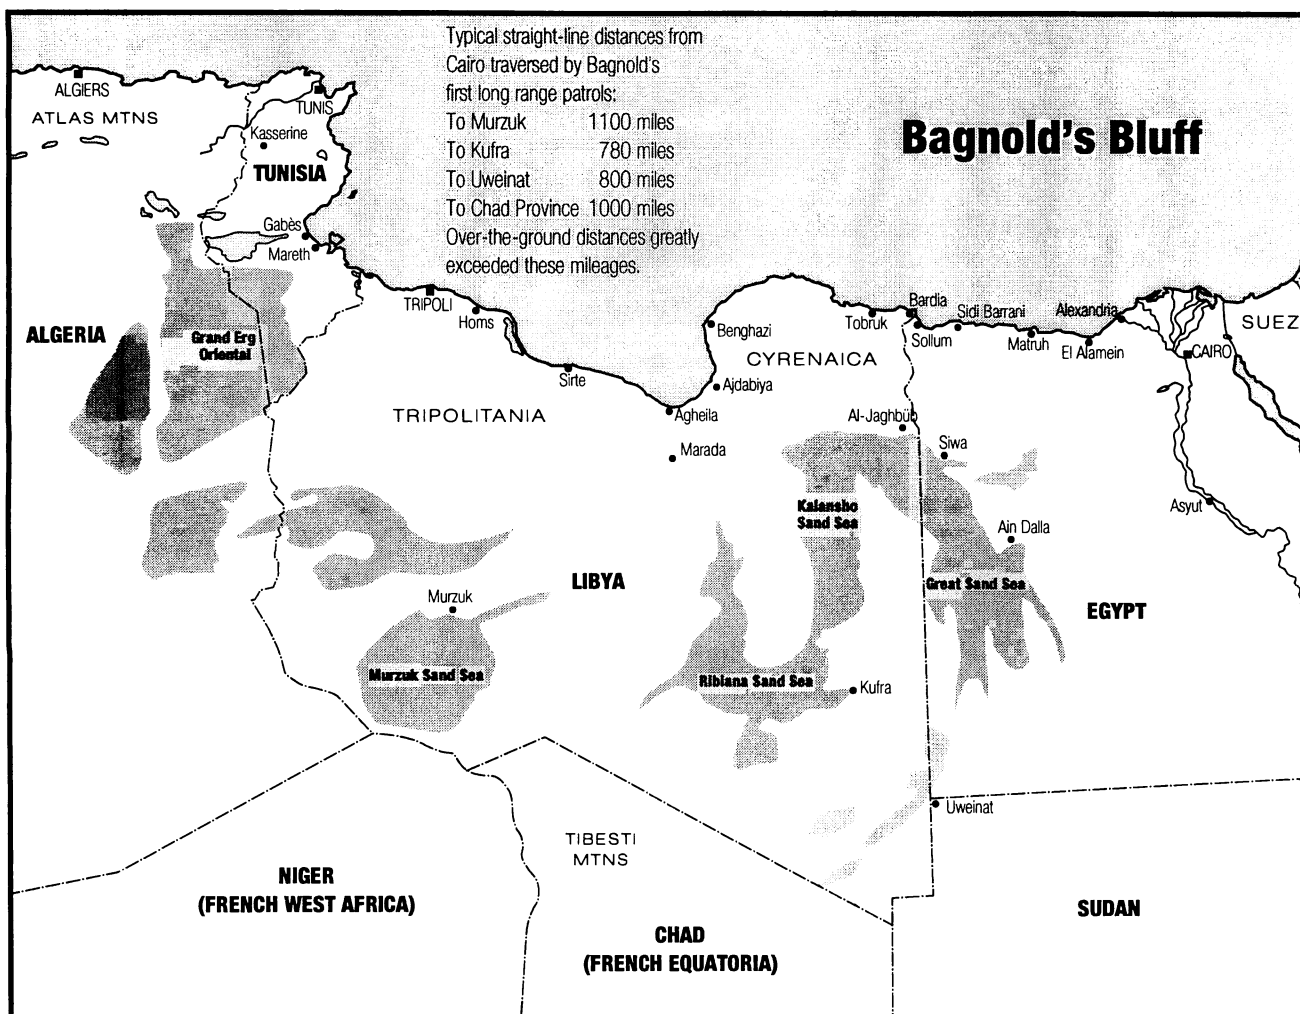 Typical straight-line distances from
Cairo traversed by Bagnold's
first long range patrols:
To Murzuk 1100 miles
To Kufra 780 miles
To Uweinat 800 miles
To Chad Province 1000 miles
Over-the-ground distances greatly
exceeded these mileages.
Bagnold's Bluff
ALGIERS
TUNIS
ATLAS MTNS
Kasserine
TUNISIA
Gabès
Mareth
TRIPOLI
Homs
Sirte
Benghazi
Tobruk
Bardia
Sollum
Sidi Barrani
Matruh
Alexandria
El Alamein
SUEZ
CAIRO
ALGERIA
Grand Erg
Oriental
CYRENAICA
Ajdabiya
TRIPOLITANIA
Agheila
Al-Jaghbūb
Marada
Siwa
Kalansho
Sand Sea
Asyut
Ain Dalla
LIBYA
Great Sand Sea
Murzuk
EGYPT
Murzuk Sand Sea
Ribiana Sand Sea
Kufra
Uweinat
TIBESTI
MTNS
NIGER
(FRENCH WEST AFRICA)
CHAD
(FRENCH EQUATORIA)
SUDAN